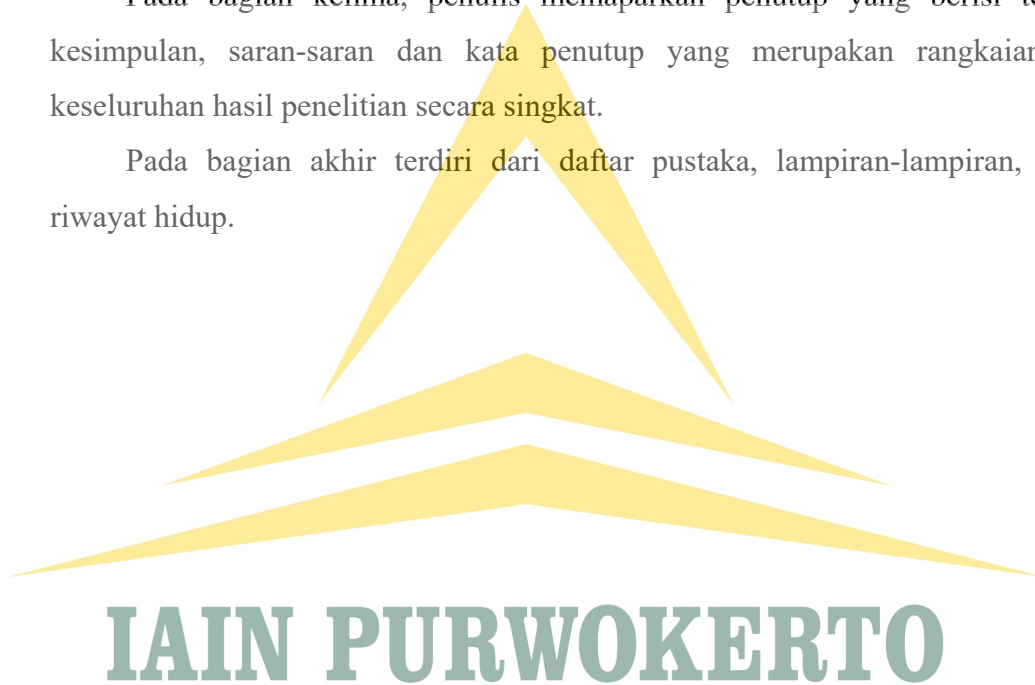 Pada bagian kelima, penulis memaparkan penutup yang berisi
kesimpulan, saran-saran dan kata penutup yang merupakan rangkaian
keseluruhan hasil penelitian secara singkat.
Pada bagian akhir terdiri dari daftar pustaka, lampiran-lampiran,
riwayat hidup.
IAIN PURWOKERTO